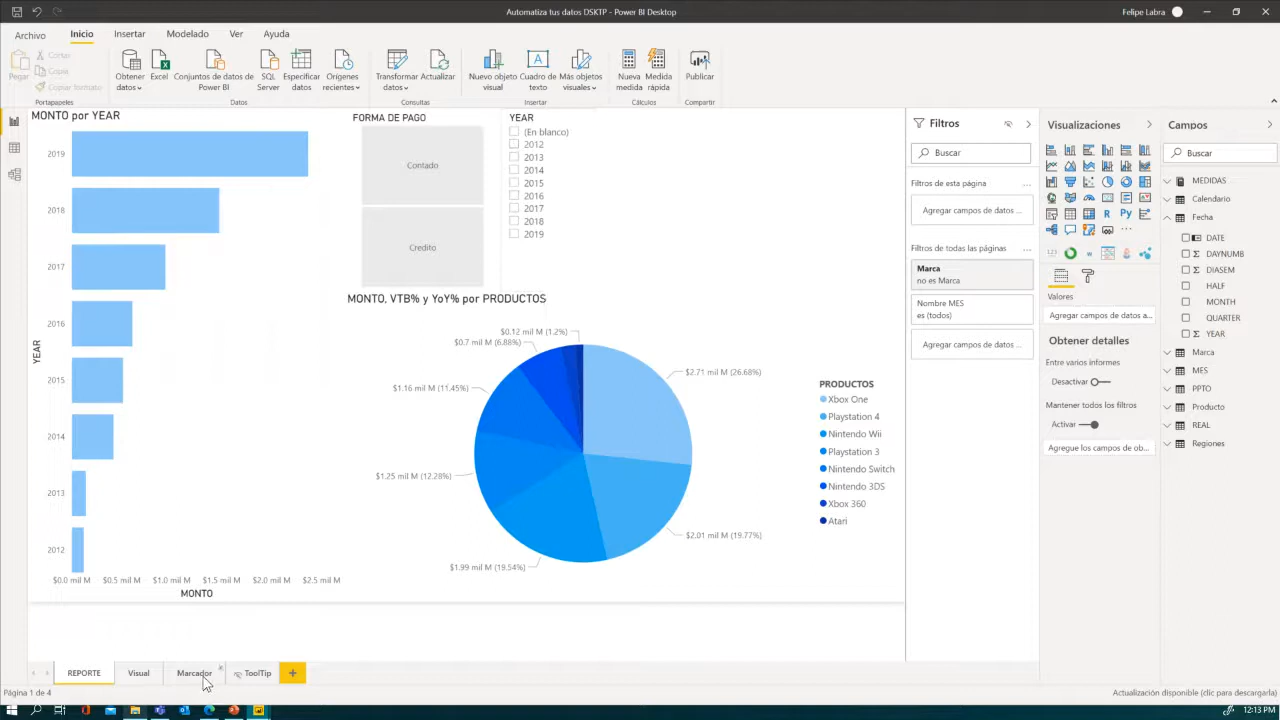 Automatiza tus datos DSKTP - Power BI Desktop
Felipe Labra
Archivo
Inicio
Insertar
Modelado
Ver
Ayuda
Pegar
Cortar
Copiar
Copiar formato
Portapapeles
Obtener datos
Excel
Conjuntos de datos de Power BI
SQL Server
Especificar datos
Orígenes recientes
Datos
Transformar datos
Actualizar
Consultas
Nuevo objeto visual
Cuadro de texto
Más objetos visuales
Insertar
Nueva medida
Medida rápida
Cálculos
Publicar
Compartir
MONTO por YEAR
YEAR
2019
2018
2017
2016
2015
2014
2013
2012
$0.0 mil M
$0.5 mil M
$1.0 mil M
$1.5 mil M
$2.0 mil M
$2.5 mil M
MONTO
FORMA DE PAGO
Contado
Credito
YEAR
(En blanco)
2012
2013
2014
2015
2016
2017
2018
2019
MONTO, VTB% y YoY% por PRODUCTOS
$0.12 mil M (1.2%)
$0.7 mil M (6.88%)
$1.16 mil M (11.45%)
$1.25 mil M (12.28%)
$1.99 mil M (19.54%)
$2.71 mil M (26.68%)
$2.01 mil M (19.77%)
PRODUCTOS
Xbox One
Playstation 4
Nintendo Wii
Playstation 3
Nintendo Switch
Nintendo 3DS
Xbox 360
Atari
Filtros
Buscar
Filtros de esta página
...
Agregar campos de datos ...
Filtros de todas las páginas
...
Marca
no es Marca
Nombre MES
es (todos)
Agregar campos de datos ...
Visualizaciones
R
Py
...
123
Valores
Agregar campos de datos a...
Obtener detalles
Entre varios informes
Desactivar
Mantener todos los filtros
Activar
Agregue los campos de ob...
Campos
Buscar
MEDIDAS
Calendario
Fecha
DATE
Σ DAYNUMB
Σ DIASEM
HALF
MONTH
QUARTER
Σ YEAR
Marca
MES
PPTO
Producto
REAL
Regiones
REPORTE
Visual
Marcador
ToolTip
+
Página 1 de 4
Actualización disponible (clic para descargarla)
12:13 PM